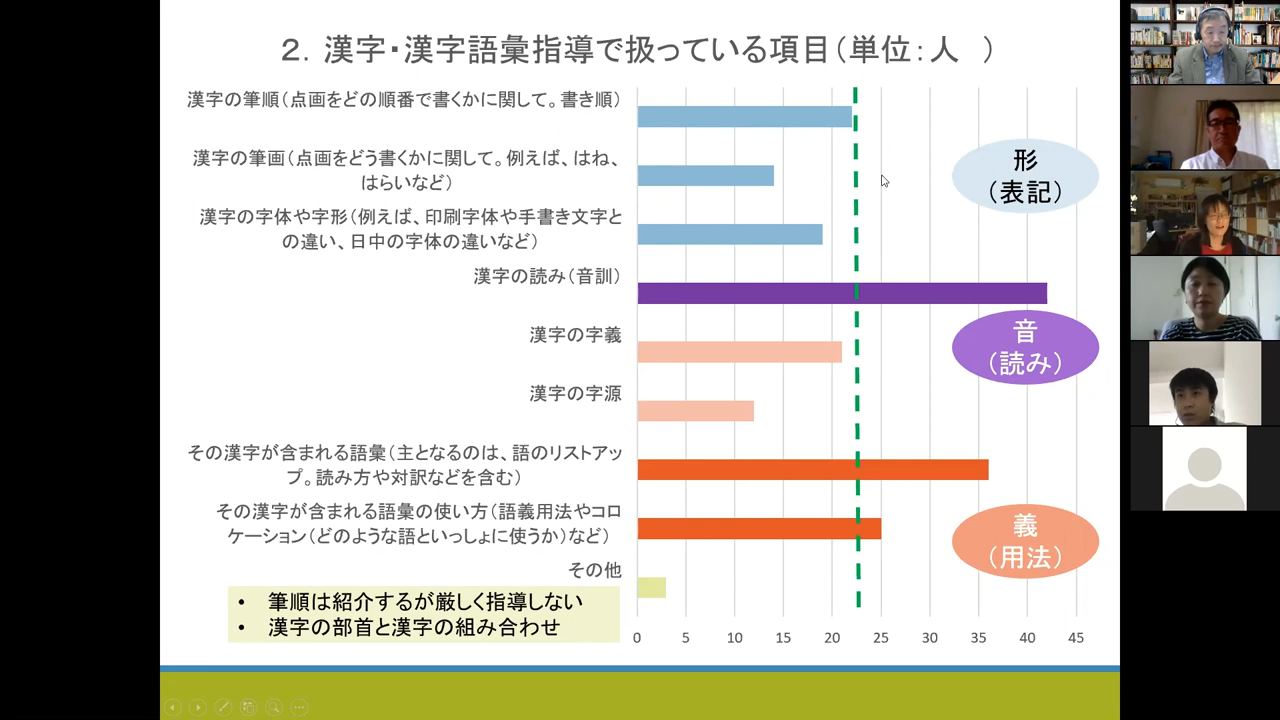 ２．漢字・漢字語彙指導で扱っている項目（単位：人　）
漢字の筆順（点画をどの順番で書くかに関して。書き順）
漢字の筆画（点画をどう書くかに関して。例えば、はね、
はらいなど）
漢字の字体や字形（例えば、印刷字体や手書き文字と
の違い、日中の字体の違いなど）
漢字の読み（音訓）
漢字の字義
漢字の字源
その漢字が含まれる語彙（主となるのは、語のリストアッ
プ。読み方や対訳などを含む）
その漢字が含まれる語彙の使い方（語義用法やコロ
ケーション（どのような語といっしょに使うか）など）
その他
・ 筆順は紹介するが厳しく指導しない
・ 漢字の部首と漢字の組み合わせ
0 5 10 15 20 25 30 35 40 45
形
（表記）
音
（読み）
義
（用法）